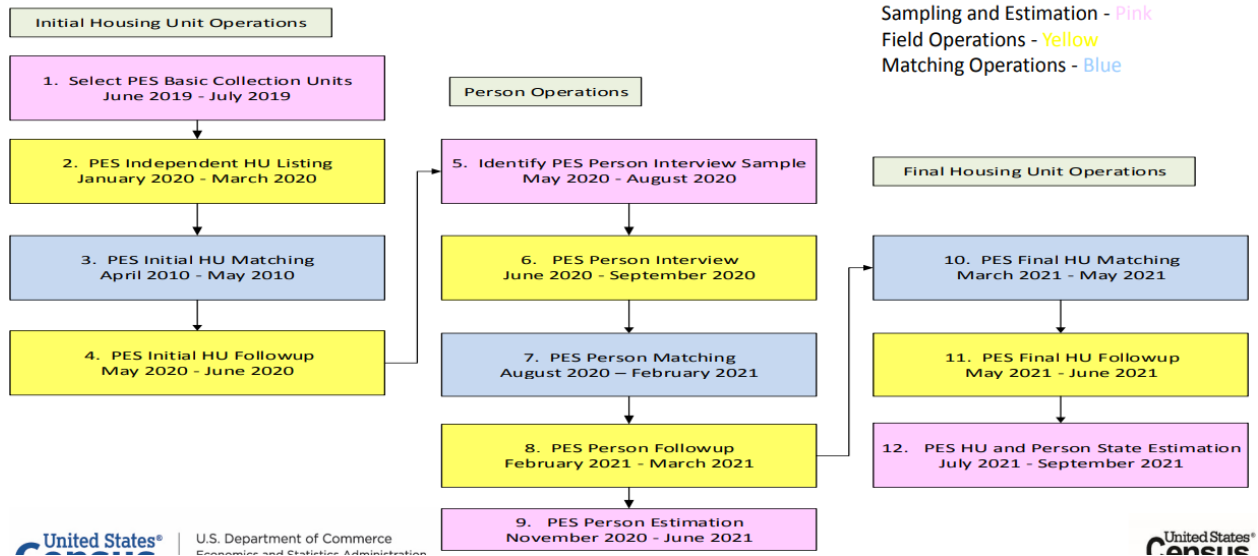 Initial Housing Unit Operations
1. Select PES Basic Collection Units
June 2019 - July 2019
2. PES Independent HU Listing
January 2020 - March 2020
3. PES Initial HU Matching
April 2010 - May 2010
4. PES Initial HU Followup
May 2020 - June 2020
Person Operations
5. Identify PES Person Interview Sample
May 2020 - August 2020
6. PES Person Interview
June 2020 - September 2020
7. PES Person Matching
August 2020 – February 2021
8. PES Person Followup
February 2021 - March 2021
9. PES Person Estimation
November 2020 - June 2021
Sampling and Estimation - Pink
Field Operations - Yellow
Matching Operations - Blue
Final Housing Unit Operations
10. PES Final HU Matching
March 2021 - May 2021
11. PES Final HU Followup
May 2021 - June 2021
12. PES HU and Person State Estimation
July 2021 - September 2021
United States®
Census
U.S. Department of Commerce
Economics and Statistics Administration
United States®
Census